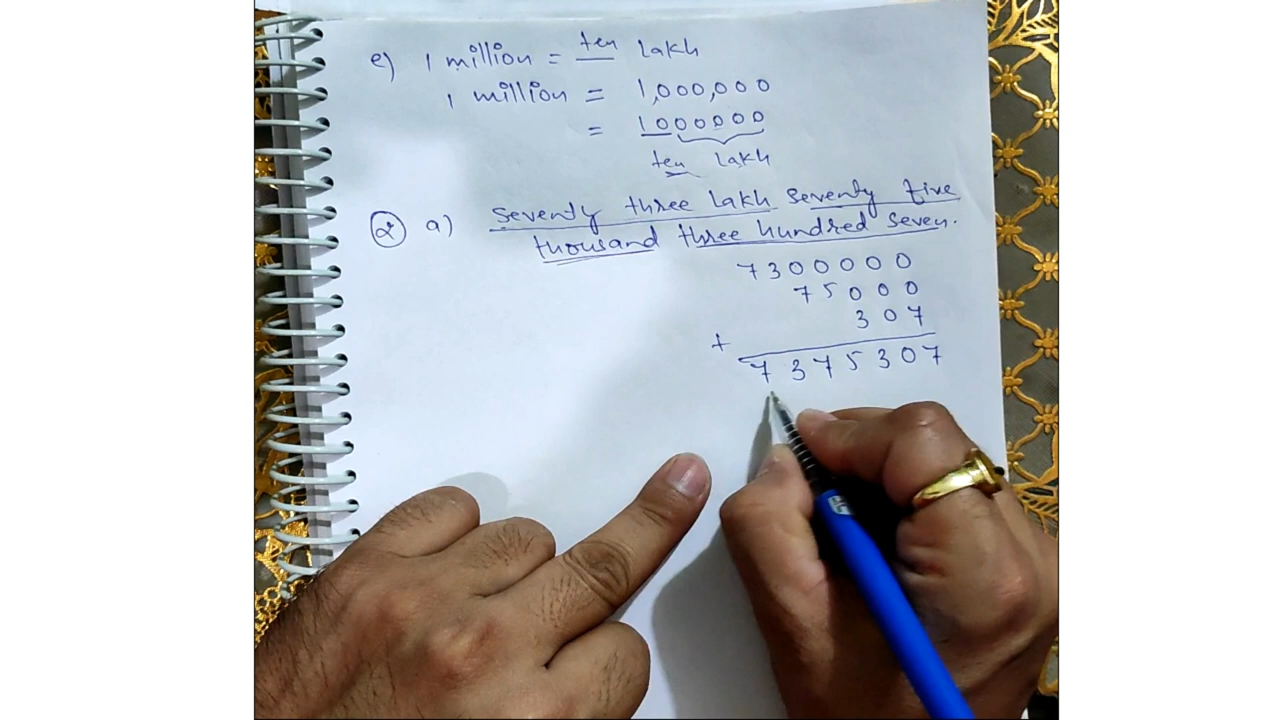 e) 1 million = ten lakh
1 million = 1,000,000
= 1000000
ten lakh
2 a) seventy three lakh seventy five
thousand three hundred seven.
7300000
75000
307
+
7375307